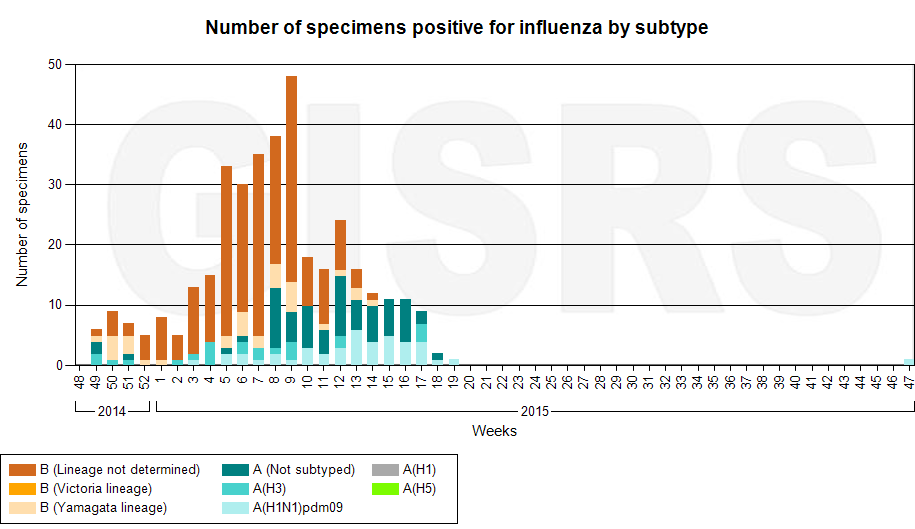 Number of specimens positive for influenza by subtype
GISRS
Number of specimens
50
40
30
20
10
0
48 49 50 51 52 1 2 3 4 5 6 7 8 9 10 11 12 13 14 15 16 17 18 19 20 21 22 23 24 25 26 27 28 29 30 31 32 33 34 35 36 37 38 39 40 41 42 43 44 45 46 47
2014 2015
Weeks
B (Lineage not determined) A (Not subtyped) A(H1)
B (Victoria lineage) A(H3) A(H5)
B (Yamagata lineage) A(H1N1)pdm09